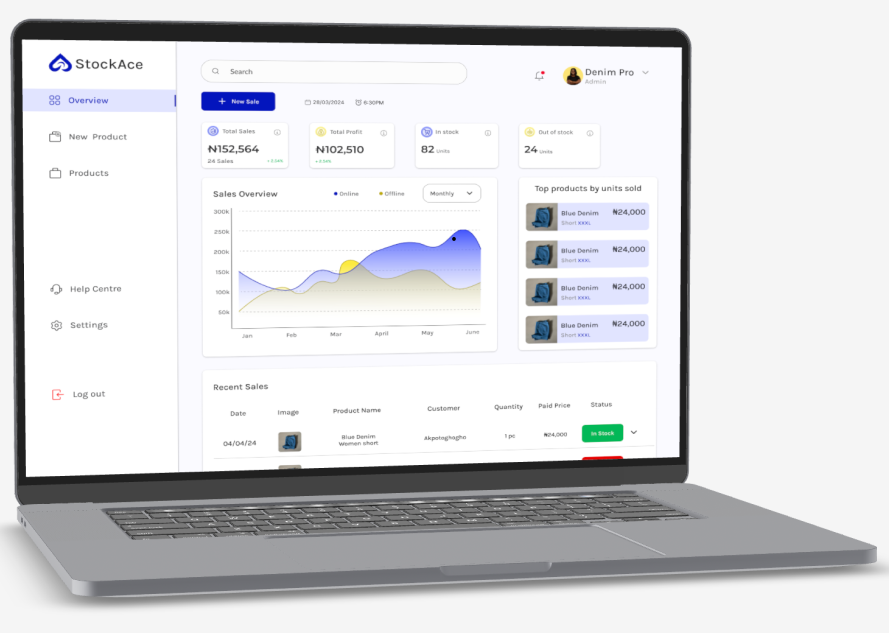 StockAce
Overview
New Product
Products
Help Centre
Settings
Log out
Search
Denim Pro
Admin
+ New Sale
28/03/2024
6:30PM
Total Sales
₦152,564
24 Sales
Total Profit
₦102,510
In stock
82 Units
Out of stock
24 Units
Sales Overview
Online
Offline
Monthly
300k
250k
200k
150k
100k
50k
Jan Feb Mar April May June
Top products by units sold
Blue Denim ₦24,000
Short XXXL
Blue Denim ₦24,000
Short XXXL
Blue Denim ₦24,000
Short XXXL
Blue Denim ₦24,000
Short XXXL
Recent Sales
Date Image Product Name Customer Quantity Paid Price Status
04/04/24 Blue Denim Women short Akpologhogho 1 pc ₦24,000 In Stock